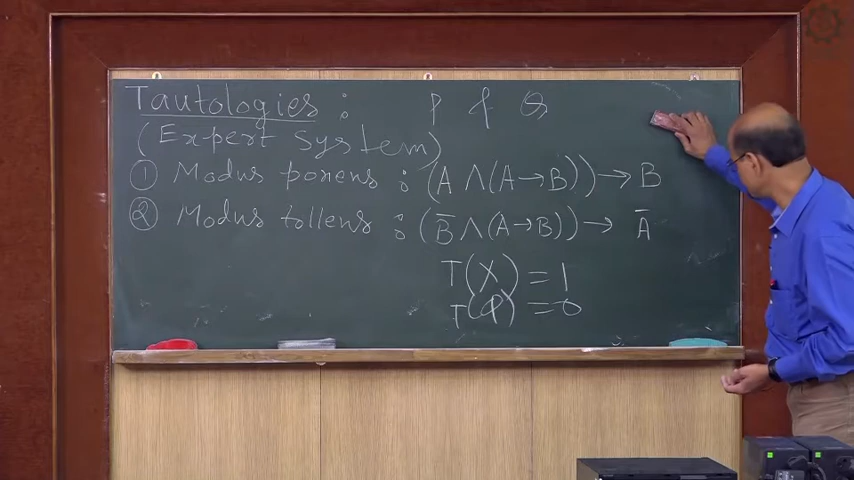 Tautologies : P & Q
(Expert System)
① Modus ponens : (A ∧ (A → B)) → B
② Modus tollens : (B̅ ∧ (A → B)) → A̅
T(X) = 1
T(φ) = 0